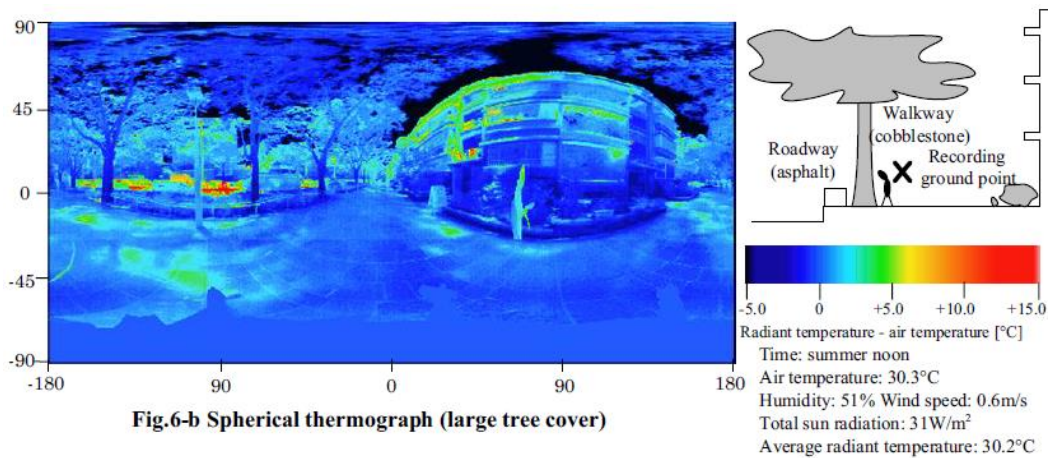 90
45
0
-45
-90
-180
90
0
90
180
Fig.6-b Spherical thermograph (large tree cover)
Walkway
(cobblestone)
Roadway
(asphalt)
Recording
ground point
-5.0 0 +5.0 +10.0 +15.0
Radiant temperature - air temperature [°C]
Time: summer noon
Air temperature: 30.3°C
Humidity: 51% Wind speed: 0.6m/s
Total sun radiation: 31W/m²
Average radiant temperature: 30.2°C